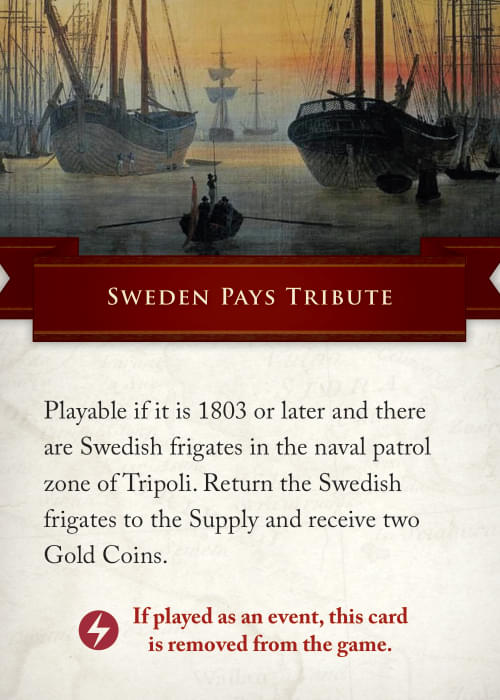 Sweden Pays Tribute
Playable if it is 1803 or later and there
are Swedish frigates in the naval patrol
zone of Tripoli. Return the Swedish
frigates to the Supply and receive two
Gold Coins.
If played as an event, this card
is removed from the game.